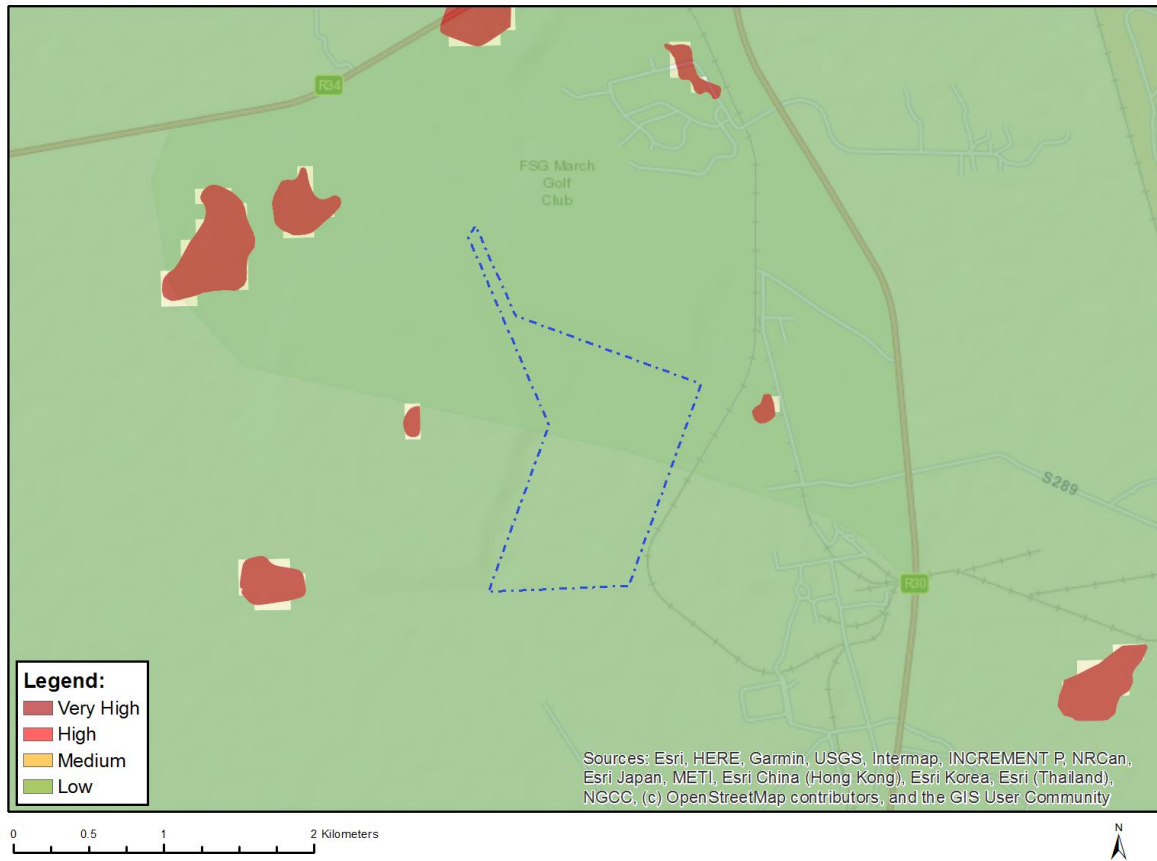 R34
FSG March
Golf
Club
S289
R30
Legend:
Very High
High
Medium
Low
Sources: Esri, HERE, Garmin, USGS, Intermap, INCREMENT P, NRCan,
Esri Japan, METI, Esri China (Hong Kong), Esri Korea, Esri (Thailand),
NGCC, (c) OpenStreetMap contributors, and the GIS User Community
0 0.5 1 2 Kilometers
N